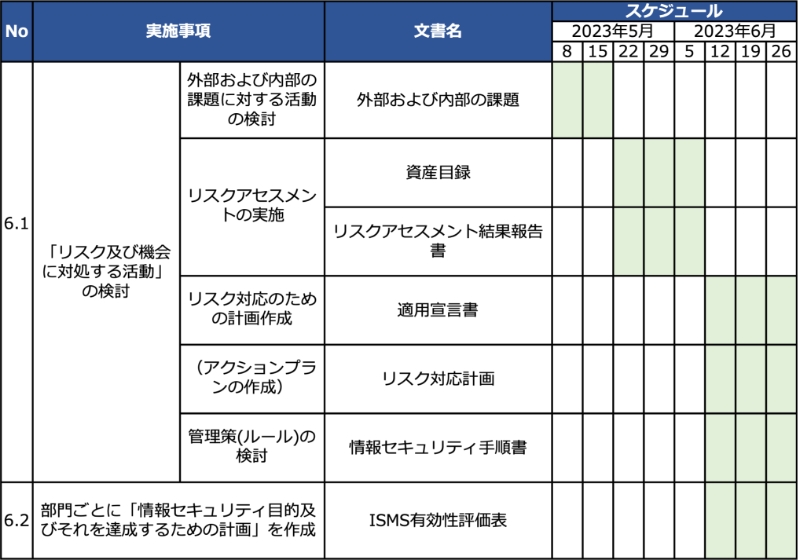 No
実施事項
文書名
スケジュール
2023年5月
2023年6月
8 15 22 29 5 12 19 26
6.1
「リスク及び機会
に対処する活動」
の検討
外部および内部の
課題に対する活動
の検討
外部および内部の課題
リスクアセスメン
トの実施
資産目録
リスクアセスメント結果報告
書
リスク対応のため
の計画作成
適用宣言書
（アクションプラ
ンの作成）
リスク対応計画
管理策(ルール)の
検討
情報セキュリティ手順書
6.2
部門ごとに「情報セキュリティ目的及
びそれを達成するための計画」を作成
ISMS有効性評価表